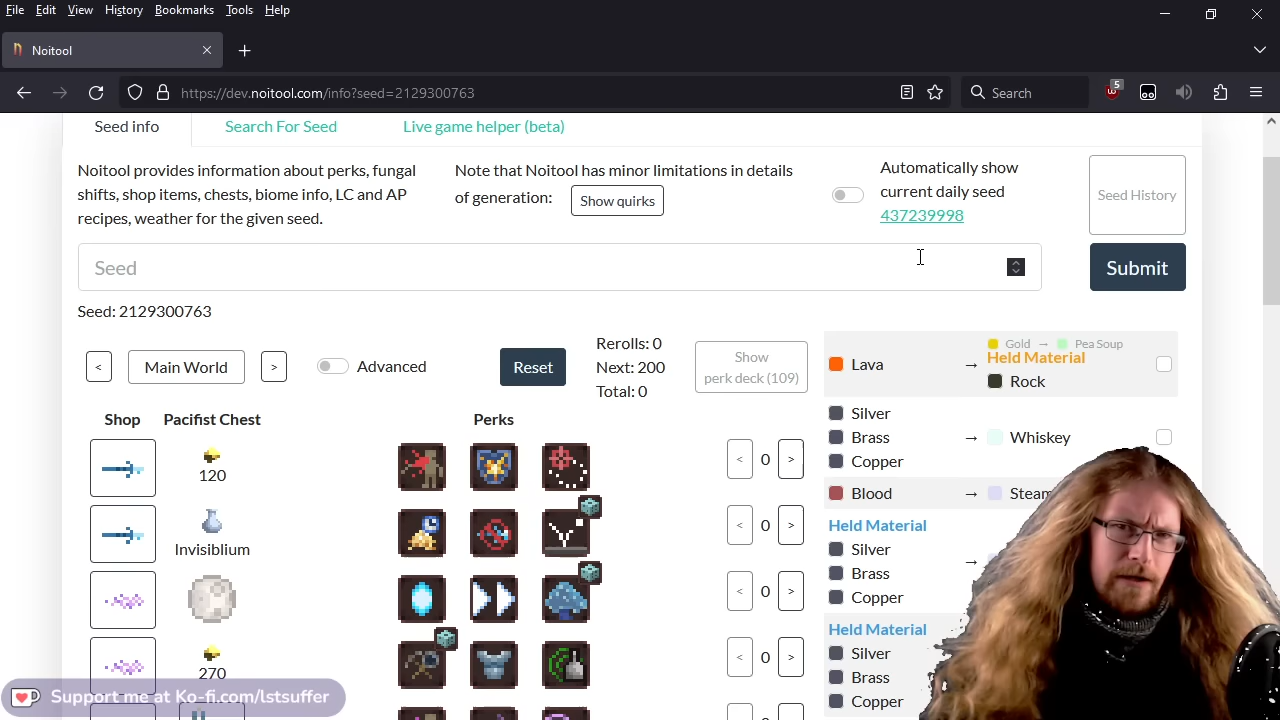 File Edit View History Bookmarks Tools Help
Noitool
https://dev.noitool.com/info?seed=2129300763
Search
5
Seed info
Search For Seed
Live game helper (beta)
Noitool provides information about perks, fungal
shifts, shop items, chests, biome info, LC and AP
recipes, weather for the given seed.
Note that Noitool has minor limitations in details
of generation:
Show quirks
Automatically show
current daily seed
437239998
Seed History
Seed
Submit
Seed: 2129300763
<
Main World
>
Advanced
Reset
Rerolls: 0
Next: 200
Total: 0
Show
perk deck (109)
Shop
Pacifist Chest
Perks
120
< 0 >
Invisiblium
< 0 >
< 0 >
270
< 0 >
Gold → Pea Soup
Held Material
Lava →
Rock
Silver
Brass → Whiskey
Copper
Blood → Steam
Held Material
Silver
Brass →
Copper
Held Material
Silver
Brass
Copper
Support me at Ko-fi.com/lstsuffer